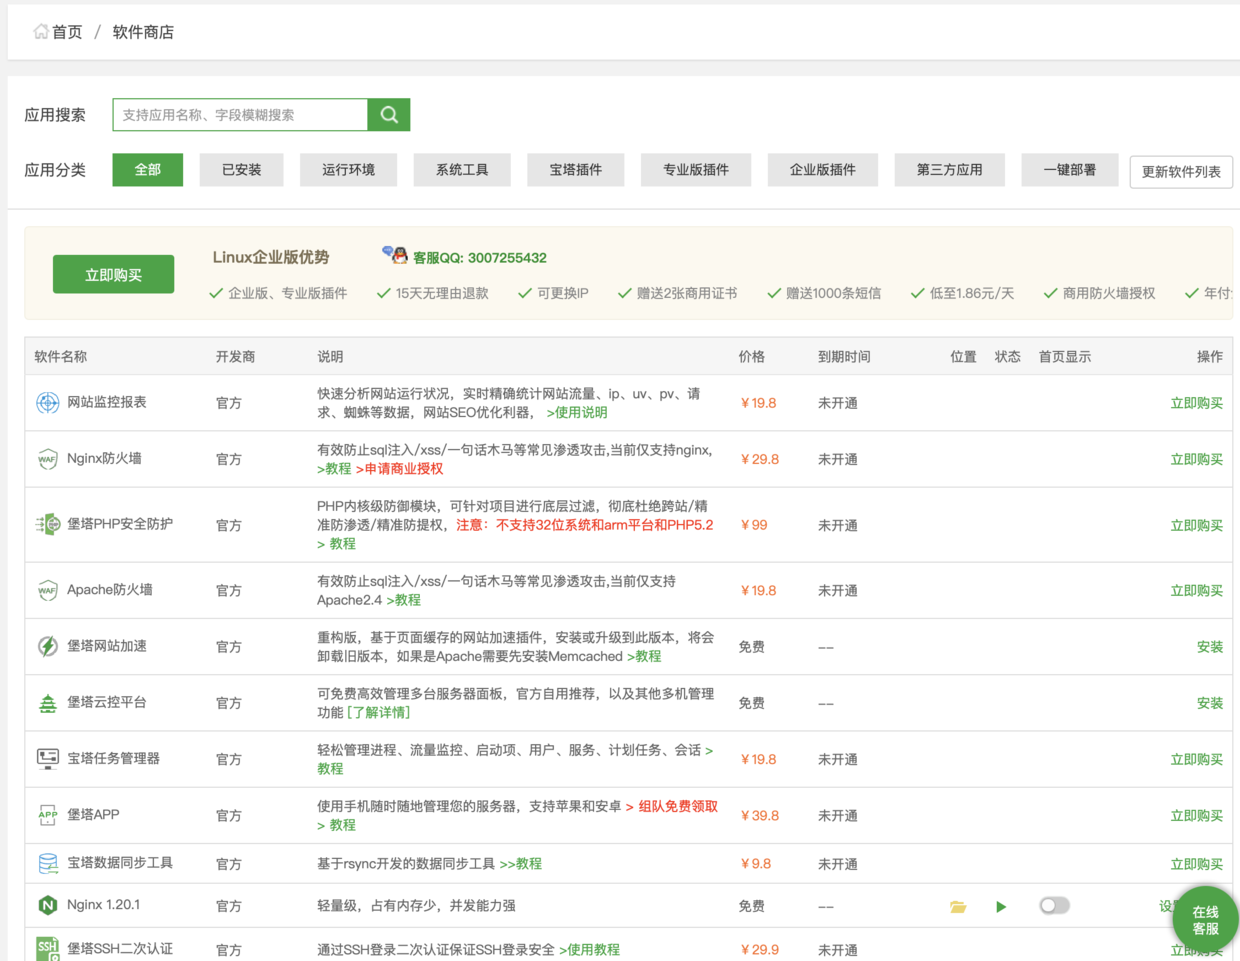 首页 / 软件商店
应用搜索 支持应用名称、字段模糊搜索
应用分类 全部 已安装 运行环境 系统工具 宝塔插件 专业版插件 企业版插件 第三方应用 一键部署 更新软件列表
立即购买
Linux企业版优势 客服QQ: 3007255432
企业版、专业版插件 15天无理由退款 可更换IP 赠送2张商用证书 赠送1000条短信 低至1.86元/天 商用防火墙授权 年付
软件名称 开发商 说明 价格 到期时间 位置 状态 首页显示 操作
网站监控报表 官方 快速分析网站运行状况，实时精确统计网站流量、ip、uv、pv、请
求、蜘蛛等数据，网站SEO优化利器， >使用说明 ￥19.8 未开通 立即购买
WAF Nginx防火墙 官方 有效防止sql注入/xss/一句话木马等常见渗透攻击,当前仅支持nginx,
>教程 >申请商业授权 ￥29.8 未开通 立即购买
堡塔PHP安全防护 官方 PHP内核级防御模块，可针对项目进行底层过滤，彻底杜绝跨站/精
准防渗透/精准防提权，注意：不支持32位系统和arm平台和PHP5.2
> 教程 ￥99 未开通 立即购买
WAF Apache防火墙 官方 有效防止sql注入/xss/一句话木马等常见渗透攻击,当前仅支持
Apache2.4 >教程 ￥19.8 未开通 立即购买
堡塔网站加速 官方 重构版，基于页面缓存的网站加速插件，安装或升级到此版本，将会
卸载旧版本，如果是Apache需要先安装Memcached >教程 免费 -- 安装
堡塔云控平台 官方 可免费高效管理多台服务器面板，官方自用推荐，以及其他多机管理
功能 [了解详情] 免费 -- 安装
宝塔任务管理器 官方 轻松管理进程、流量监控、启动项、用户、服务、计划任务、会话 >
教程 ￥19.8 未开通 立即购买
APP 堡塔APP 官方 使用手机随时随地管理您的服务器，支持苹果和安卓 > 组队免费领取
> 教程 ￥39.8 未开通 立即购买
宝塔数据同步工具 官方 基于rsync开发的数据同步工具 >>教程 ￥9.8 未开通 立即购买
N Nginx 1.20.1 官方 轻量级，占有内存少，并发能力强 免费 -- 设
SSH 堡塔SSH二次认证 官方 通过SSH登录二次认证保证SSH登录安全 >使用教程 ￥29.9 未开通 立即购买
在线
客服